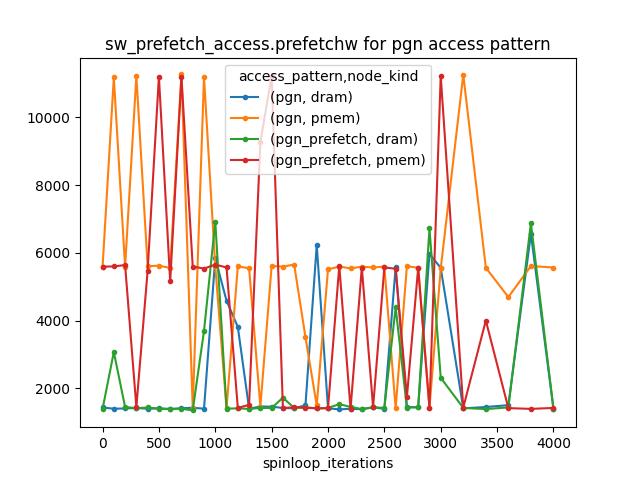 sw_prefetch_access.prefetchw for pgn access pattern
access_pattern,node_kind
(pgn, dram)
(pgn, pmem)
(pgn_prefetch, dram)
(pgn_prefetch, pmem)
10000
8000
6000
4000
2000
0 500 1000 1500 2000 2500 3000 3500 4000
spinloop_iterations